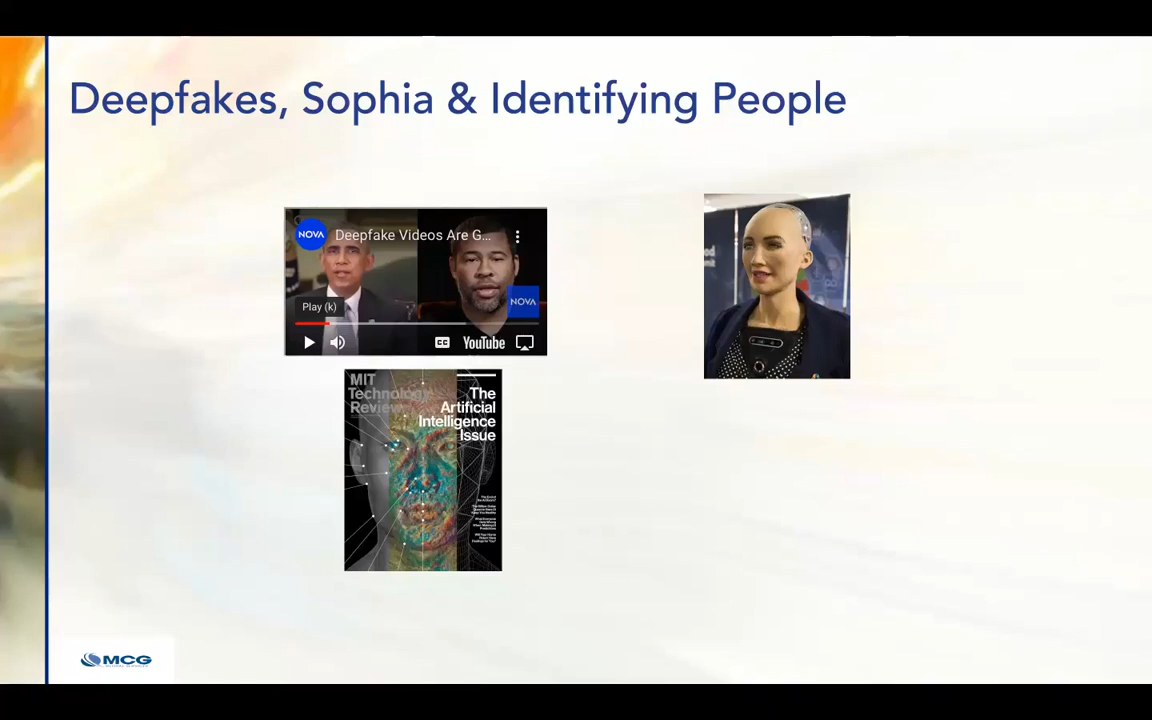 Deepfakes, Sophia & Identifying People
NOVA
Deepfake Videos Are G...
NOVA
Play (k)
CC
YouTube
MIT
Technology
Review
The
Artificial
Intelligence
Issue
MCG